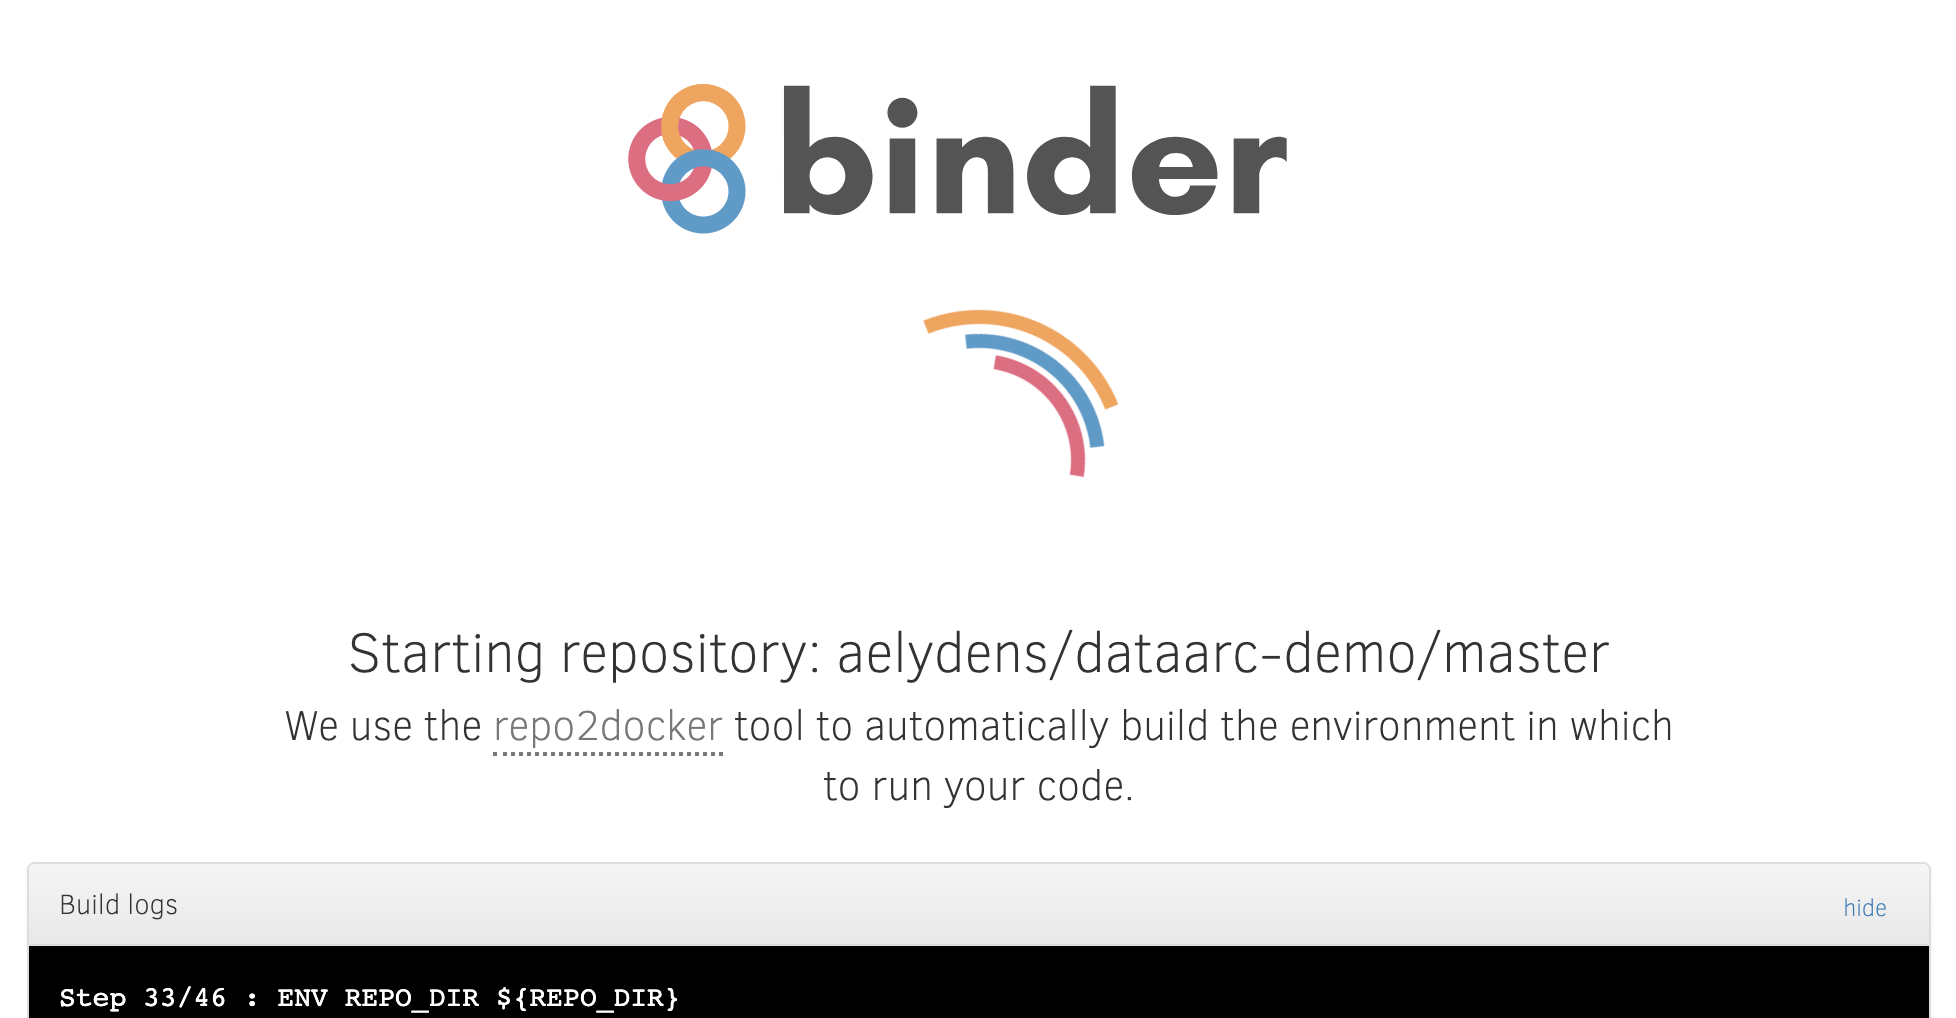 binder
Starting repository: aelydens/dataarc-demo/master
We use the repo2docker tool to automatically build the environment in which
to run your code.
Build logs
hide
Step 33/46 : ENV REPO_DIR ${REPO_DIR}